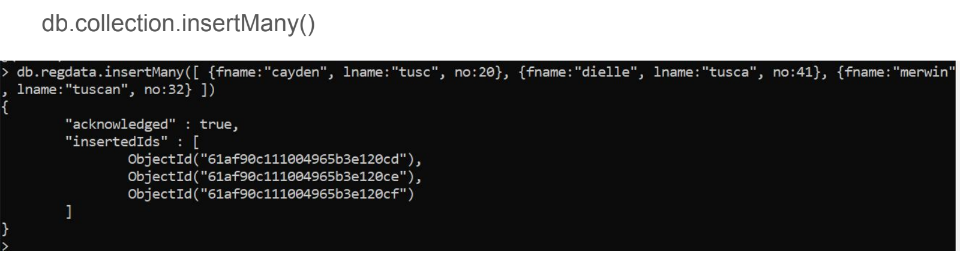 db.collection.insertMany()
> db.regdata.insertMany([ {fname:"cayden", lname:"tusc", no:20}, {fname:"dielle", lname:"tusca", no:41}, {fname:"merwin"
, lname:"tuscan", no:32} ])
{
        "acknowledged" : true,
        "insertedIds" : [
                ObjectId("61af90c111004965b3e120cd"),
                ObjectId("61af90c111004965b3e120ce"),
                ObjectId("61af90c111004965b3e120cf")
        ]
}
>